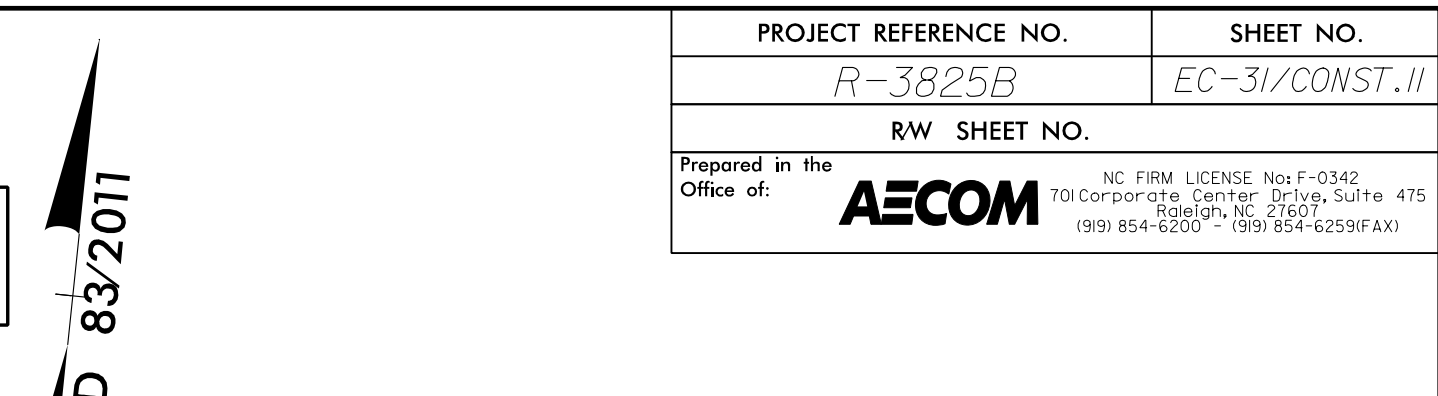 PROJECT REFERENCE NO.
SHEET NO.
R-3825B
EC-31/CONST.11
R/W SHEET NO.
Prepared in the
Office of:
AECOM
NC FIRM LICENSE No: F-0342
701 Corporate Center Drive, Suite 475
Raleigh, NC 27607
(919) 854-6200 - (919) 854-6259(FAX)
D 83/2011